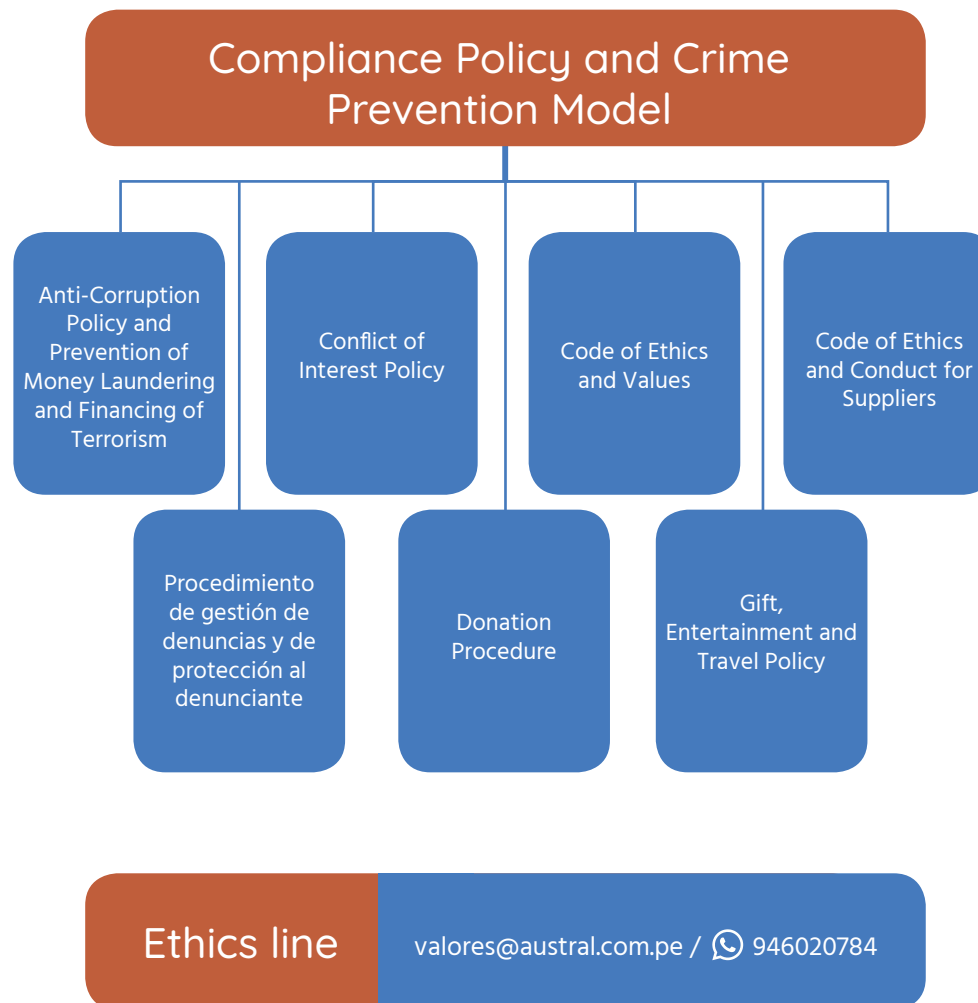 Compliance Policy and Crime
Prevention Model
Anti-Corruption
Policy and
Prevention of
Money Laundering
and Financing of
Terrorism
Conflict of
Interest Policy
Code of Ethics
and Values
Code of Ethics
and Conduct for
Suppliers
Procedimiento
de gestión de
denuncias y de
protección al
denunciante
Donation
Procedure
Gift,
Entertainment and
Travel Policy
Ethics line
valores@austral.com.pe / 946020784